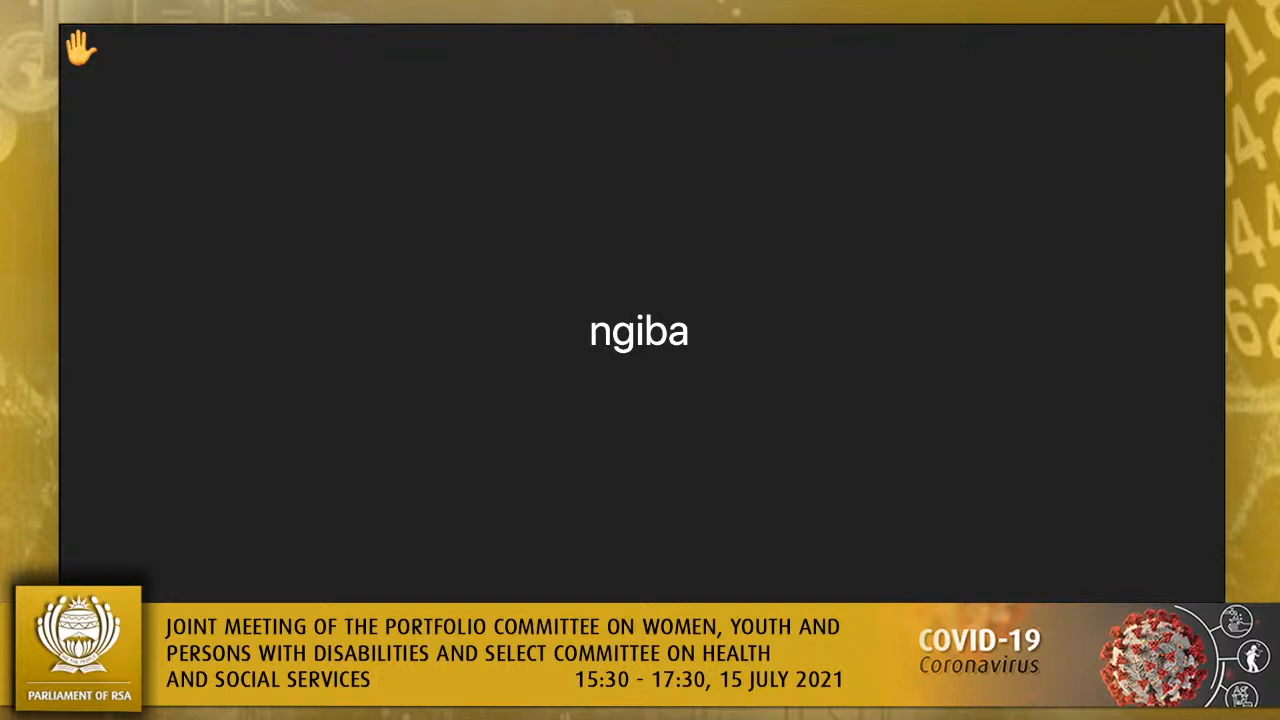 ngiba
JOINT MEETING OF THE PORTFOLIO COMMITTEE ON WOMEN, YOUTH AND
PERSONS WITH DISABILITIES AND SELECT COMMITTEE ON HEALTH
AND SOCIAL SERVICES 15:30 - 17:30, 15 JULY 2021
COVID-19
Coronavirus
PARLIAMENT OF RSA